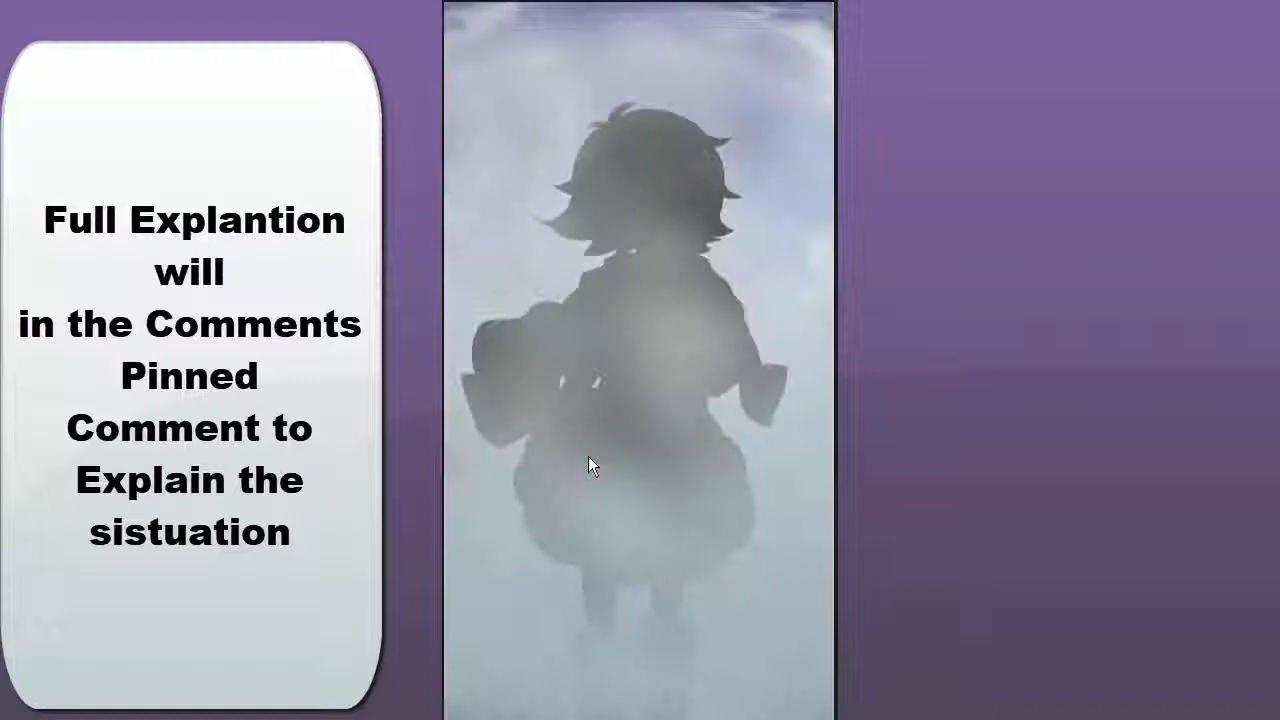 Full Explantion
will
in the Comments
Pinned
Comment to
Explain the
sistuation